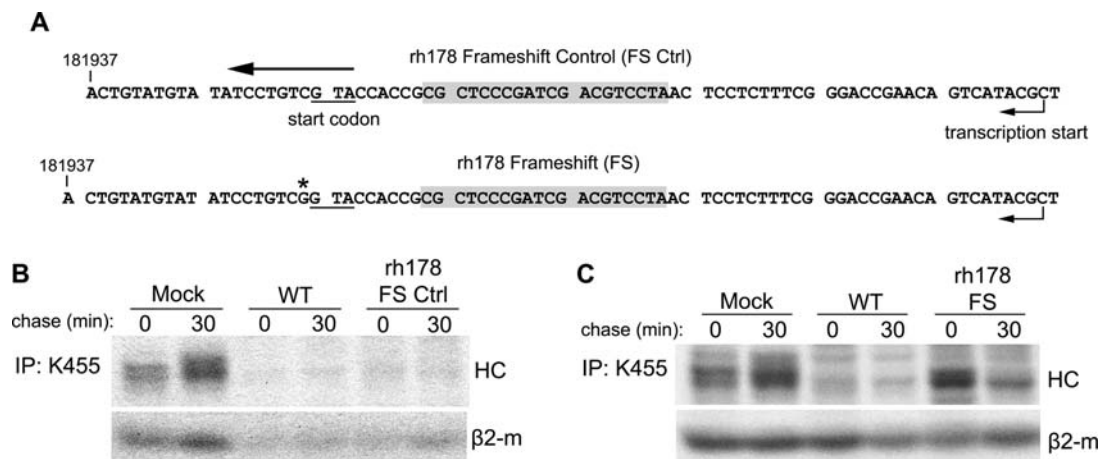 A
rh178 Frameshift Control (FS Ctrl)
181937
ACTGTATGTA TATCCTGTCG TACCACCGCG CTCCCGATCG ACGTCCTAAC TCCTCTTTCG GGACCGAACA GTCATACGCT
start codon
transcription start
rh178 Frameshift (FS)
181937
*
A CTGTATGTAT ATCCTGTCGG TACCACCGCG CTCCCGATCG ACGTCCTAAC TCCTCTTTCG GGACCGAACA GTCATACGCT
B
Mock
WT
rh178
FS Ctrl
chase (min):
0
30
0
30
0
30
IP: K455
HC
β2-m
C
Mock
WT
rh178
FS
chase (min):
0
30
0
30
0
30
IP: K455
HC
β2-m